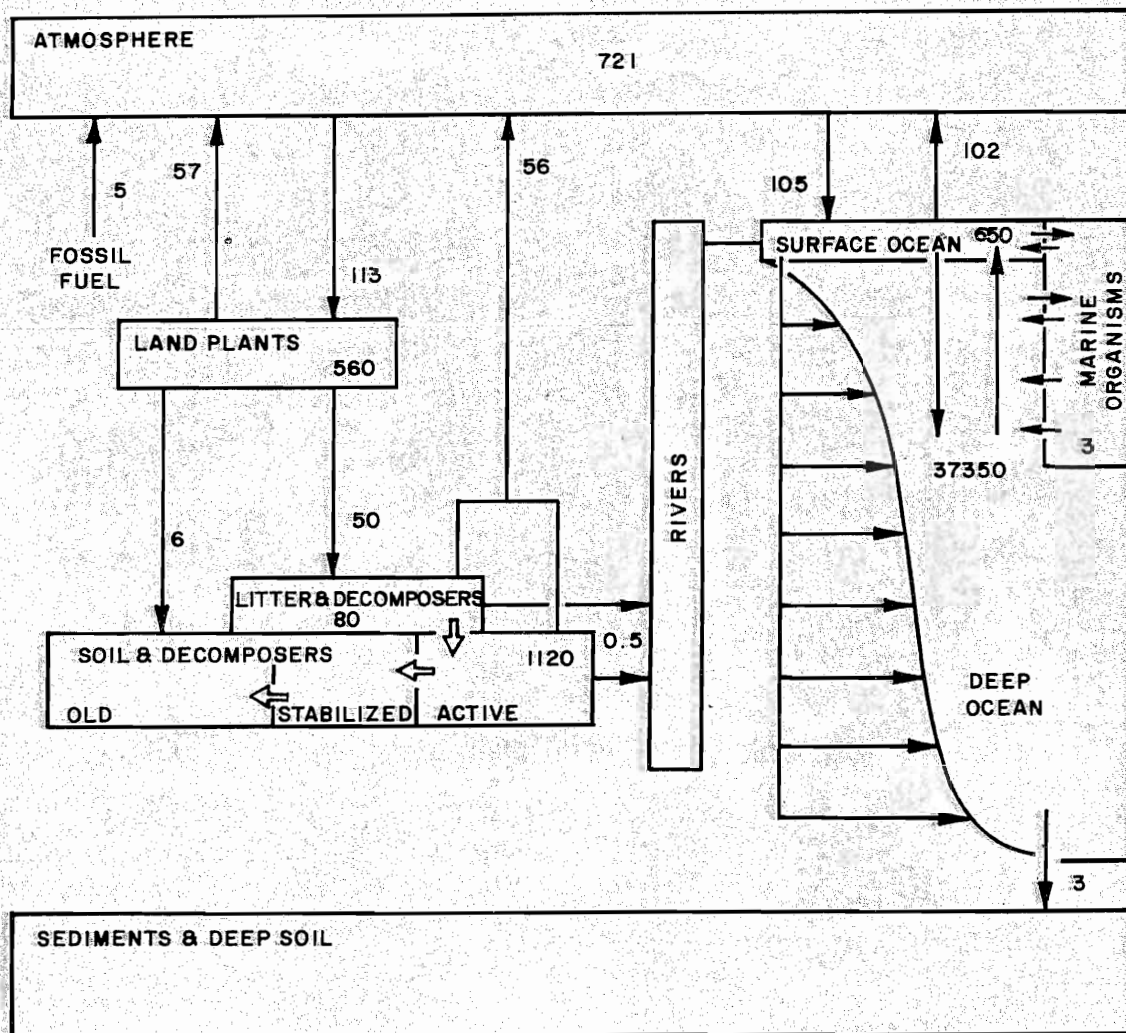 ATMOSPHERE
721
5
57
113
56
105
102
FOSSIL
FUEL
LAND PLANTS
560
SURFACE OCEAN 650
MARINE
ORGANISMS
3
37350
6
50
RIVERS
LITTER & DECOMPOSERS
80
0.5
SOIL & DECOMPOSERS
1120
OLD
STABILIZED
ACTIVE
DEEP
OCEAN
3
SEDIMENTS & DEEP SOIL